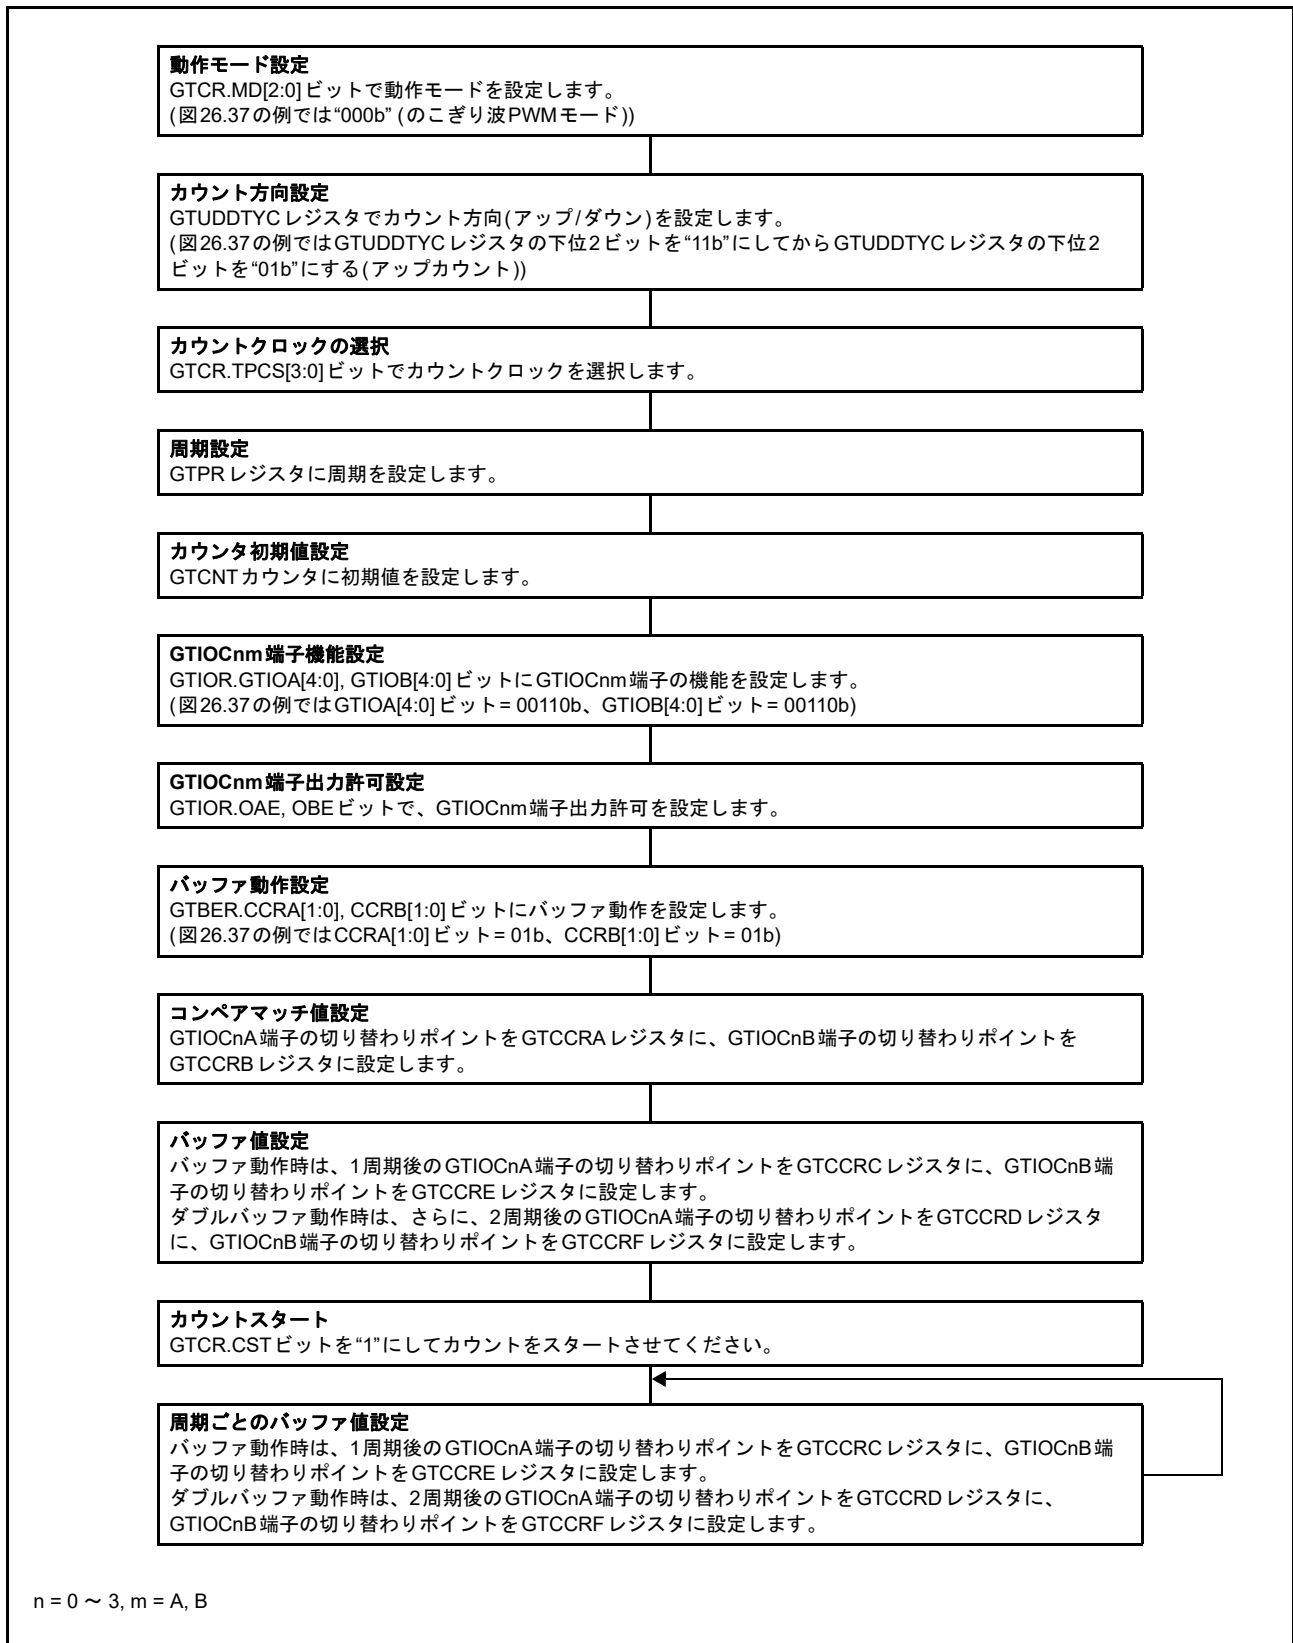 動作モード設定
GTCR.MD[2:0]ビットで動作モードを設定します。
(図26.37の例では“000b” (のこぎり波PWMモード))
カウント方向設定
GTUDDTYCレジスタでカウント方向(アップ/ダウン)を設定します。
(図26.37の例ではGTUDDTYCレジスタの下位2ビットを“11b”にしてからGTUDDTYCレジスタの下位2
ビットを“01b”にする(アップカウント))
カウントクロックの選択
GTCR.TPCS[3:0]ビットでカウントクロックを選択します。
周期設定
GTPRレジスタに周期を設定します。
カウンタ初期値設定
GTCNTカウンタに初期値を設定します。
GTIOCnm端子機能設定
GTIOR.GTIOA[4:0], GTIOB[4:0]ビットにGTIOCnm端子の機能を設定します。
(図26.37の例ではGTIOA[4:0]ビット= 00110b、GTIOB[4:0]ビット= 00110b)
GTIOCnm端子出力許可設定
GTIOR.OAE, OBEビットで、GTIOCnm端子出力許可を設定します。
バッファ動作設定
GTBER.CCRA[1:0], CCRB[1:0]ビットにバッファ動作を設定します。
(図26.37の例ではCCRA[1:0]ビット= 01b、CCRB[1:0]ビット= 01b)
コンペアマッチ値設定
GTIOCnA端子の切り替わりポイントをGTCCRAレジスタに、GTIOCnB端子の切り替わりポイントを
GTCCRBレジスタに設定します。
バッファ値設定
バッファ動作時は、1周期後のGTIOCnA端子の切り替わりポイントをGTCCRCレジスタに、GTIOCnB端
子の切り替わりポイントをGTCCREレジスタに設定します。
ダブルバッファ動作時は、さらに、2周期後のGTIOCnA端子の切り替わりポイントをGTCCRDレジスタ
に、GTIOCnB端子の切り替わりポイントをGTCCRFレジスタに設定します。
カウントスタート
GTCR.CSTビットを“1”にしてカウントをスタートさせてください。
周期ごとのバッファ値設定
バッファ動作時は、1周期後のGTIOCnA端子の切り替わりポイントをGTCCRCレジスタに、GTIOCnB端
子の切り替わりポイントをGTCCREレジスタに設定します。
ダブルバッファ動作時は、2周期後のGTIOCnA端子の切り替わりポイントをGTCCRDレジスタに、
GTIOCnB端子の切り替わりポイントをGTCCRFレジスタに設定します。
n = 0 ～ 3, m = A, B